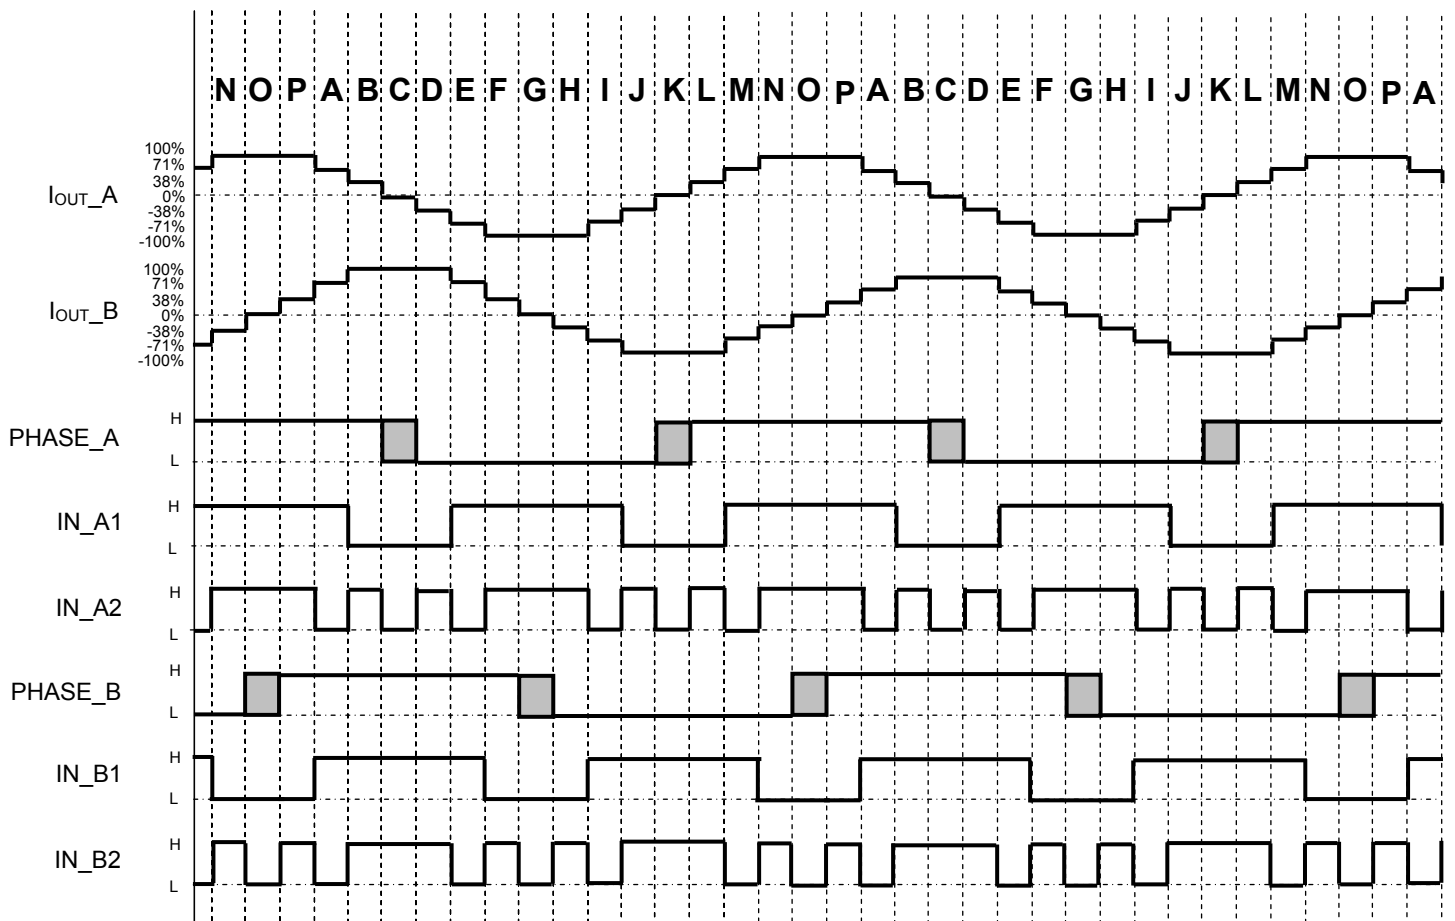 N O P A B C D E F G H I J K L M N O P A B C D E F G H I J K L M N O P A
100%
71%
38%
IOUT_A
0%
-38%
-71%
-100%
100%
71%
38%
IOUT_B
0%
-38%
-71%
-100%
H
PHASE_A
L
H
IN_A1
L
H
IN_A2
L
H
PHASE_B
L
H
IN_B1
L
H
IN_B2
L